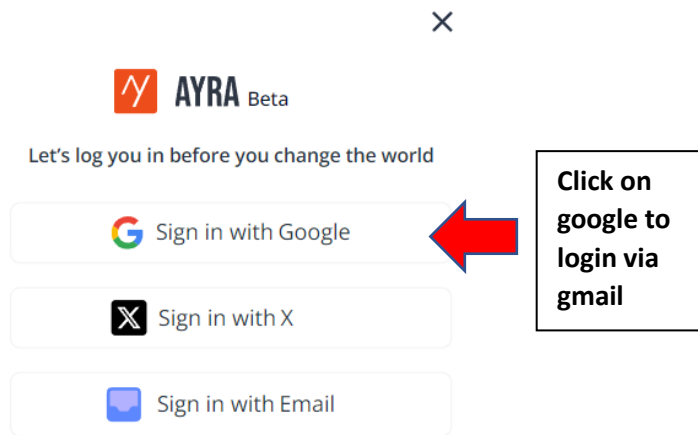 AYRA Beta
Let's log you in before you change the world
Sign in with Google
Sign in with X
Sign in with Email
Click on
google to
login via
gmail